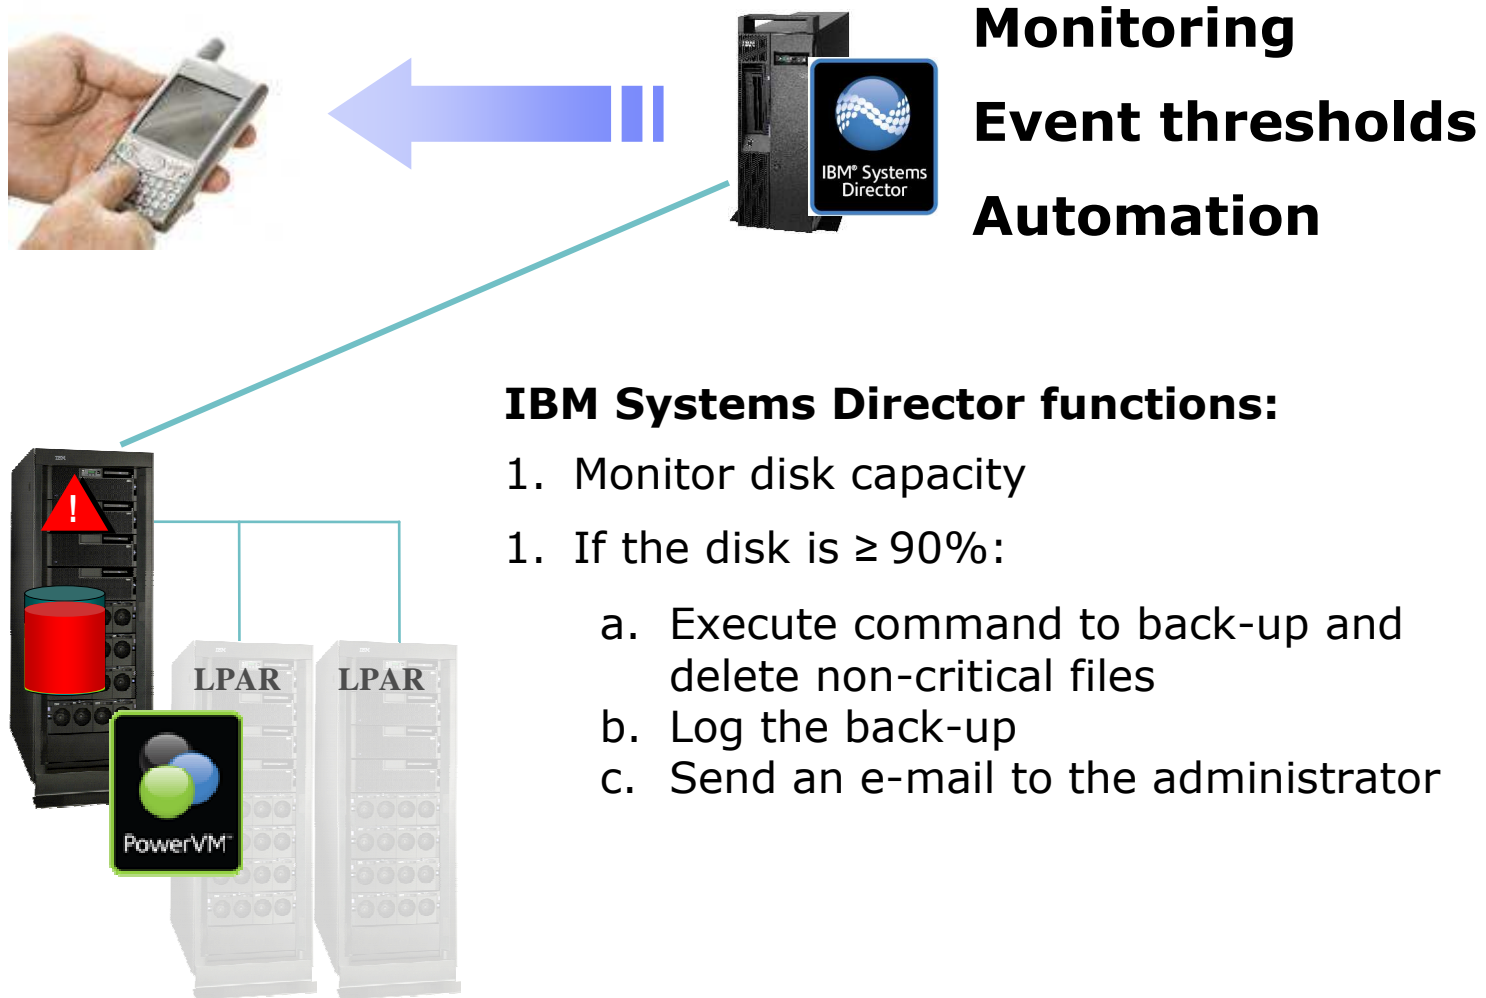 Monitoring
Event thresholds
Automation
IBM® Systems
Director
IBM Systems Director functions:
1. Monitor disk capacity
1. If the disk is ≥ 90%:
a. Execute command to back-up and
delete non-critical files
b. Log the back-up
c. Send an e-mail to the administrator
!
LPAR
LPAR
PowerVM™